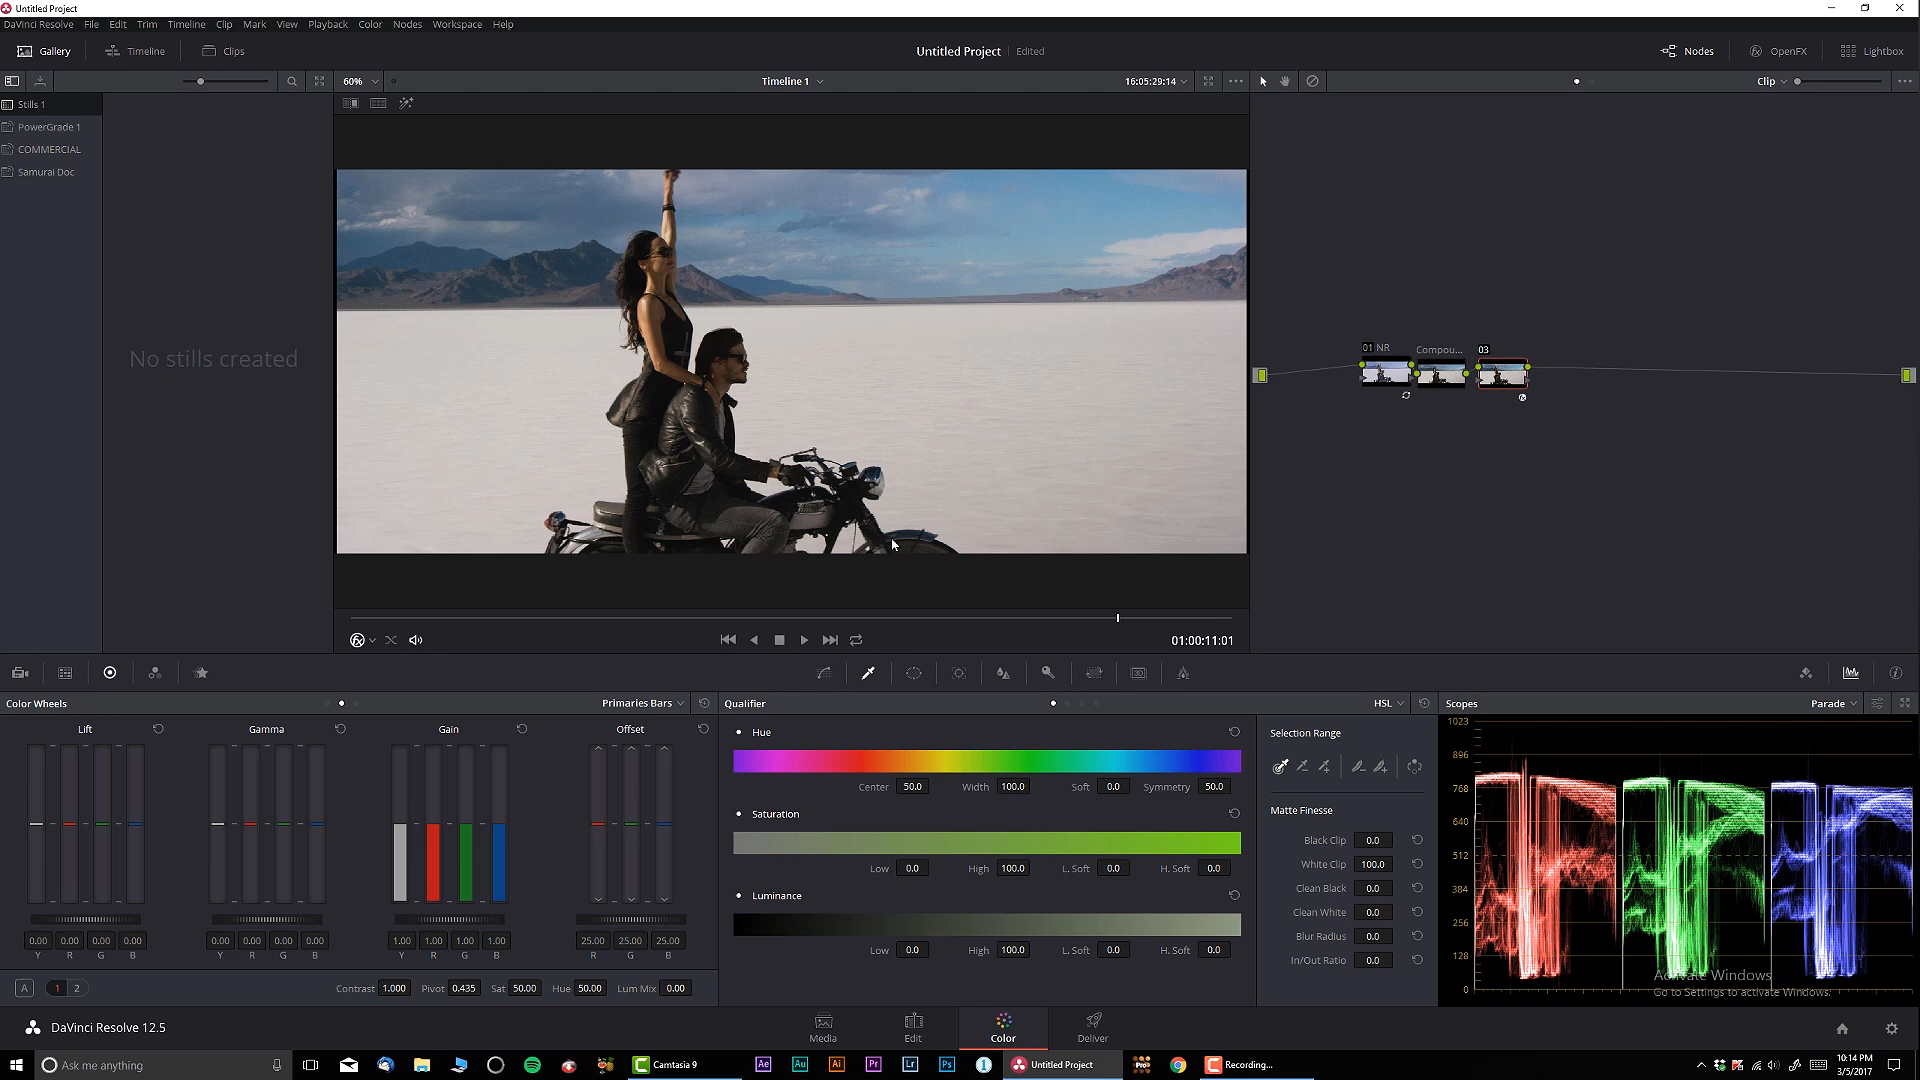 Untitled Project
DaVinci Resolve File Edit Trim Timeline Clip Mark View Playback Color Nodes Workspace Help
Gallery Timeline Clips Untitled Project Edited Nodes OpenFX Lightbox
60% Timeline 1 16:05:29:14 Clip
Stills 1
PowerGrade 1
COMMERCIAL
Samurai Doc
No stills created
01 NR Compou... 03
01:00:11:01
Color Wheels Primaries Bars Qualifier HSL Scopes Parade
Lift Gamma Gain Offset
0.00 0.00 0.00 0.00 0.00 0.00 0.00 0.00 1.00 1.00 1.00 1.00 25.00 25.00 25.00
Y R G B Y R G B Y R G B R G B
A 1 2 Contrast 1.000 Pivot 0.435 Sat 50.00 Hue 50.00 Lum Mix 0.00
Hue
Center 50.0 Width 100.0 Soft 0.0 Symmetry 50.0
Saturation
Low 0.0 High 100.0 L. Soft 0.0 H. Soft 0.0
Luminance
Low 0.0 High 100.0 L. Soft 0.0 H. Soft 0.0
Selection Range
Matte Finesse
Black Clip 0.0
White Clip 100.0
Clean Black 0.0
Clean White 0.0
Blur Radius 0.0
In/Out Ratio 0.0
1023
896
768
640
512
384
256
128
0
Activate Windows
Go to Settings to activate Windows.
DaVinci Resolve 12.5 Media Edit Color Deliver
Ask me anything Camtasia 9 Ae Au Ai Pr Lr Ps Untitled Project Recording... 10:14 PM
3/5/2017